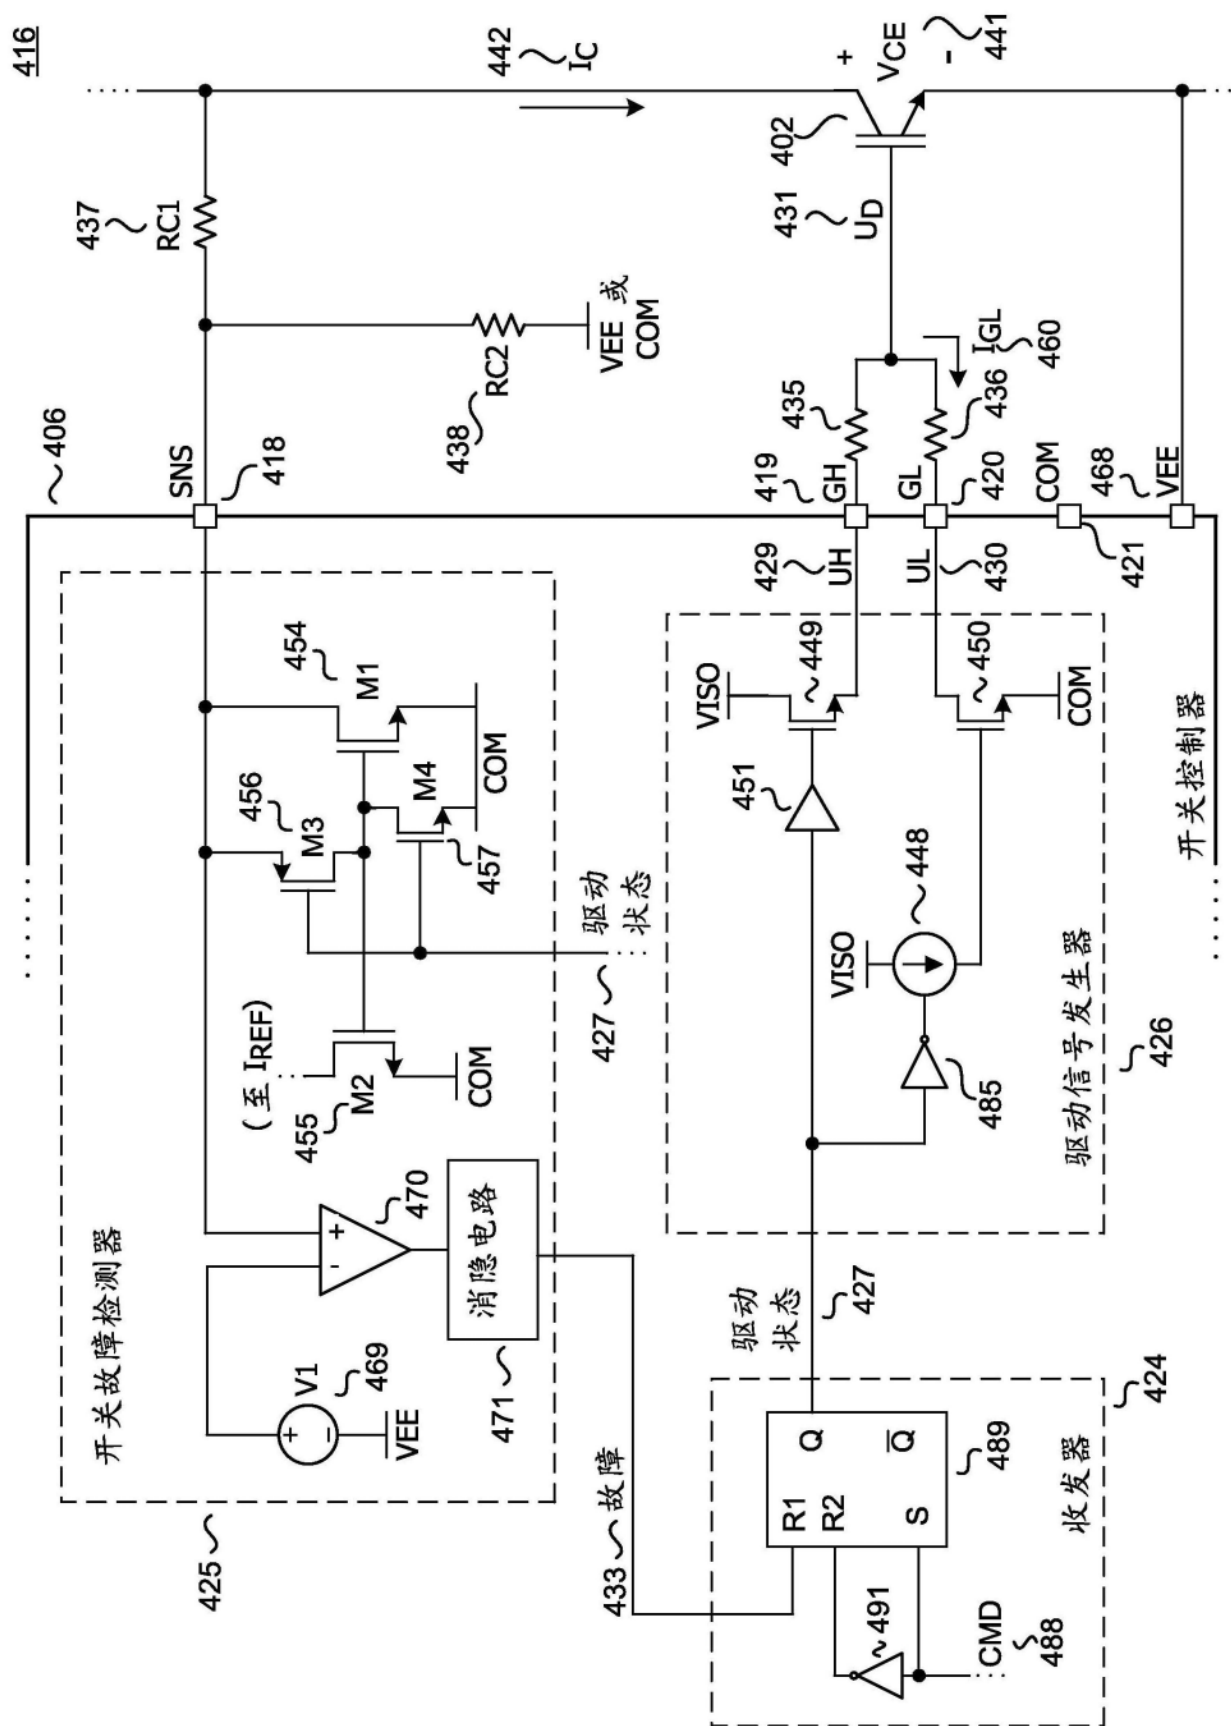 416
442
IC
+
VCE
-
441
402
437
RC1
431
UD
RC2
438
VEE 或
COM
IGL
460
435
436
406
SNS
418
419
GH
GL
420
COM
421
468
VEE
429
UH
UL
430
开关故障检测器
425
454
M1
456
M3
M4
457
COM
(至 IREF)
455
M2
COM
驱动
状态
427
+
-
470
消隐电路
471
V1
469
+
-
VEE
VISO
449
450
COM
451
448
VISO
485
驱动信号发生器
426
开关控制器
433
故障
驱动
状态
427
R1
R2
S
Q
Q̅
489
491
CMD
488
收发器
424